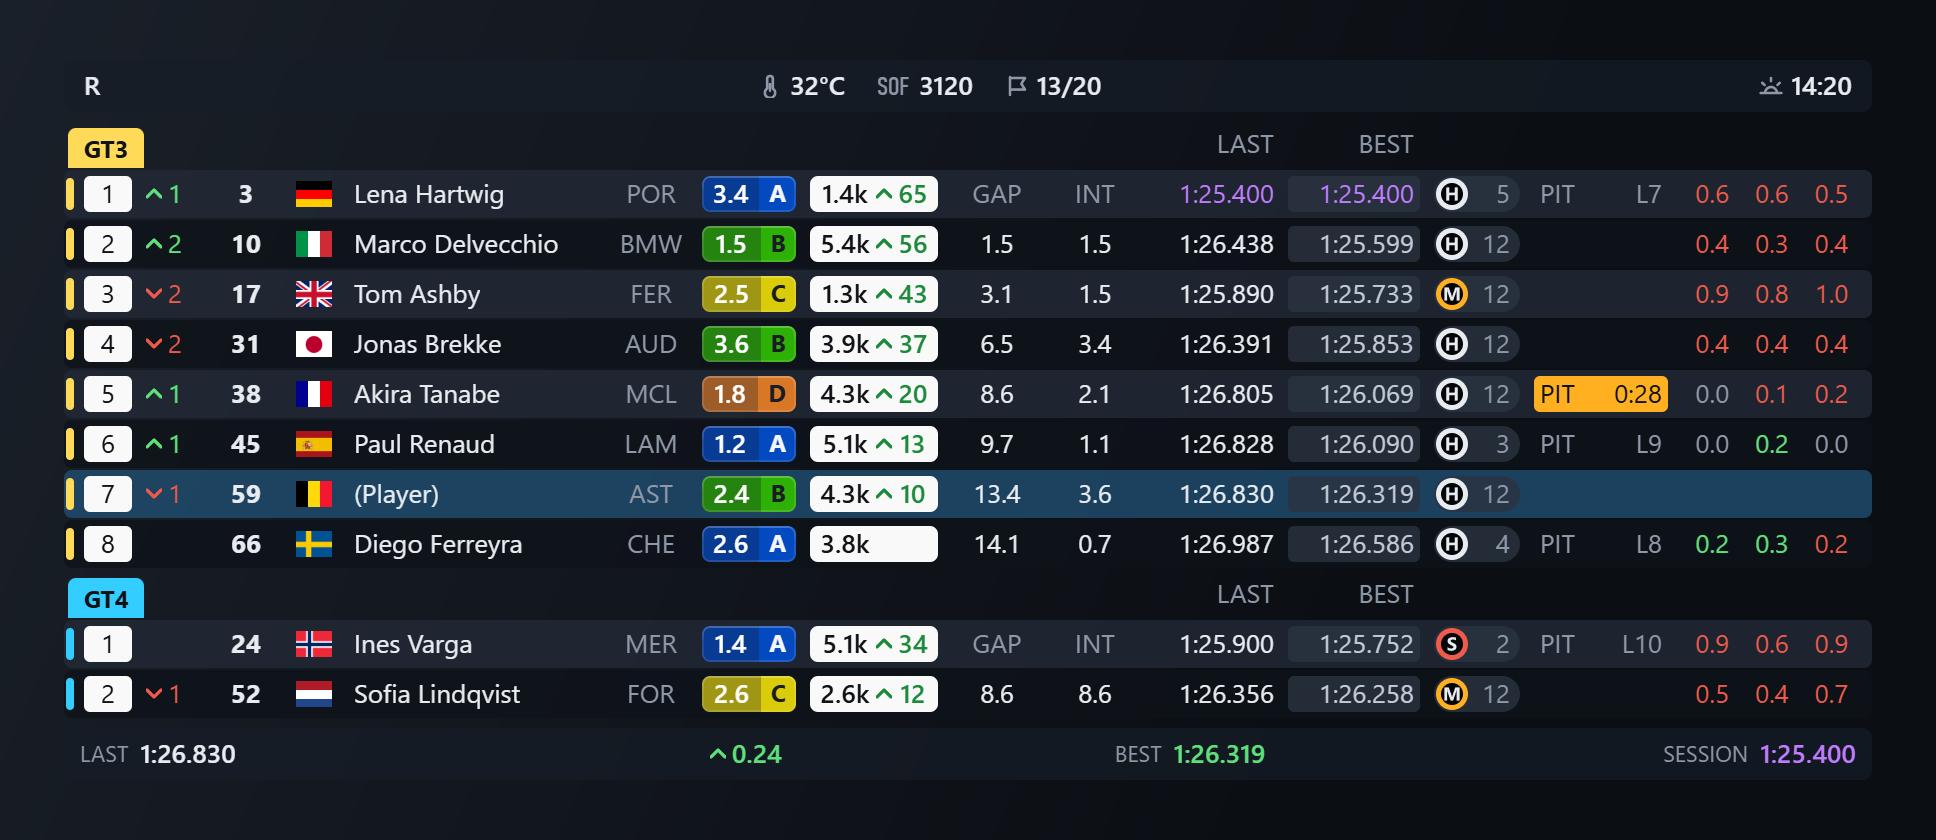 R 32°C SOF 3120 13/20 14:20
GT3 LAST BEST
1 1 3 Lena Hartwig POR 3.4 A 1.4k 65 GAP INT 1:25.400 1:25.400 H 5 PIT L7 0.6 0.6 0.5
2 2 10 Marco Delvecchio BMW 1.5 B 5.4k 56 1.5 1.5 1:26.438 1:25.599 H 12 0.4 0.3 0.4
3 2 17 Tom Ashby FER 2.5 C 1.3k 43 3.1 1.5 1:25.890 1:25.733 M 12 0.9 0.8 1.0
4 2 31 Jonas Brekke AUD 3.6 B 3.9k 37 6.5 3.4 1:26.391 1:25.853 H 12 0.4 0.4 0.4
5 1 38 Akira Tanabe MCL 1.8 D 4.3k 20 8.6 2.1 1:26.805 1:26.069 H 12 PIT 0:28 0.0 0.1 0.2
6 1 45 Paul Renaud LAM 1.2 A 5.1k 13 9.7 1.1 1:26.828 1:26.090 H 3 PIT L9 0.0 0.2 0.0
7 1 59 (Player) AST 2.4 B 4.3k 10 13.4 3.6 1:26.830 1:26.319 H 12
8 66 Diego Ferreyra CHE 2.6 A 3.8k 14.1 0.7 1:26.987 1:26.586 H 4 PIT L8 0.2 0.3 0.2
GT4 LAST BEST
1 24 Ines Varga MER 1.4 A 5.1k 34 GAP INT 1:25.900 1:25.752 S 2 PIT L10 0.9 0.6 0.9
2 1 52 Sofia Lindqvist FOR 2.6 C 2.6k 12 8.6 8.6 1:26.356 1:26.258 M 12 0.5 0.4 0.7
LAST 1:26.830 0.24 BEST 1:26.319 SESSION 1:25.400